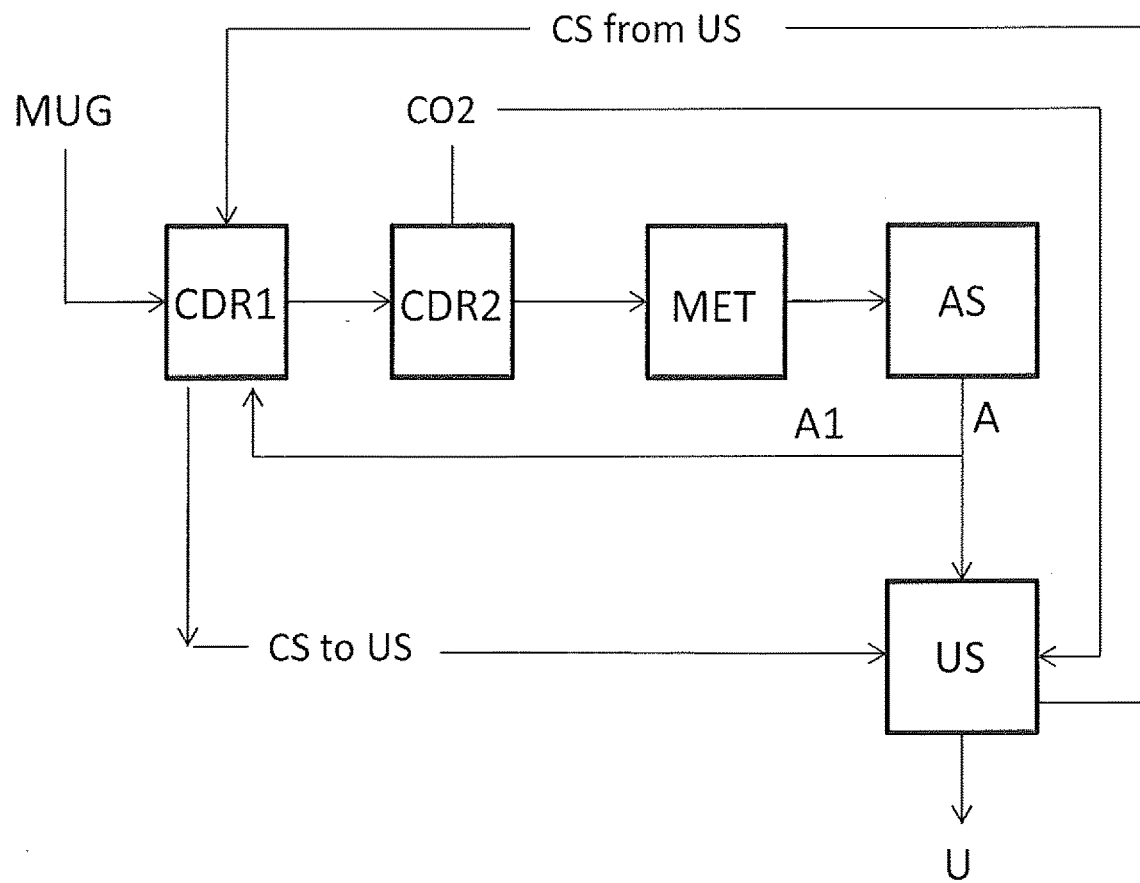 CS from US
MUG
CO2
CDR1
CDR2
MET
AS
A1
A
CS to US
US
U